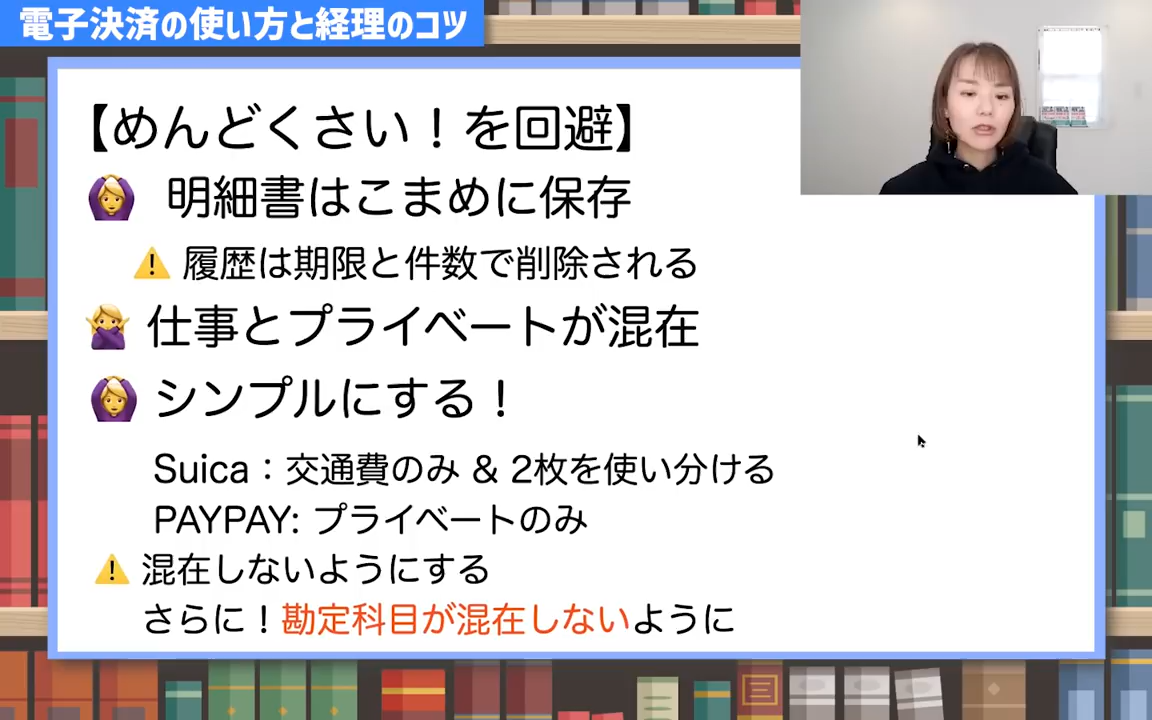 電子決済の使い方と経理のコツ
【めんどくさい！を回避】
明細書はこまめに保存
履歴は期限と件数で削除される
仕事とプライベートが混在
シンプルにする！
Suica：交通費のみ & 2枚を使い分ける
PAYPAY: プライベートのみ
混在しないようにする
さらに！勘定科目が混在しないように